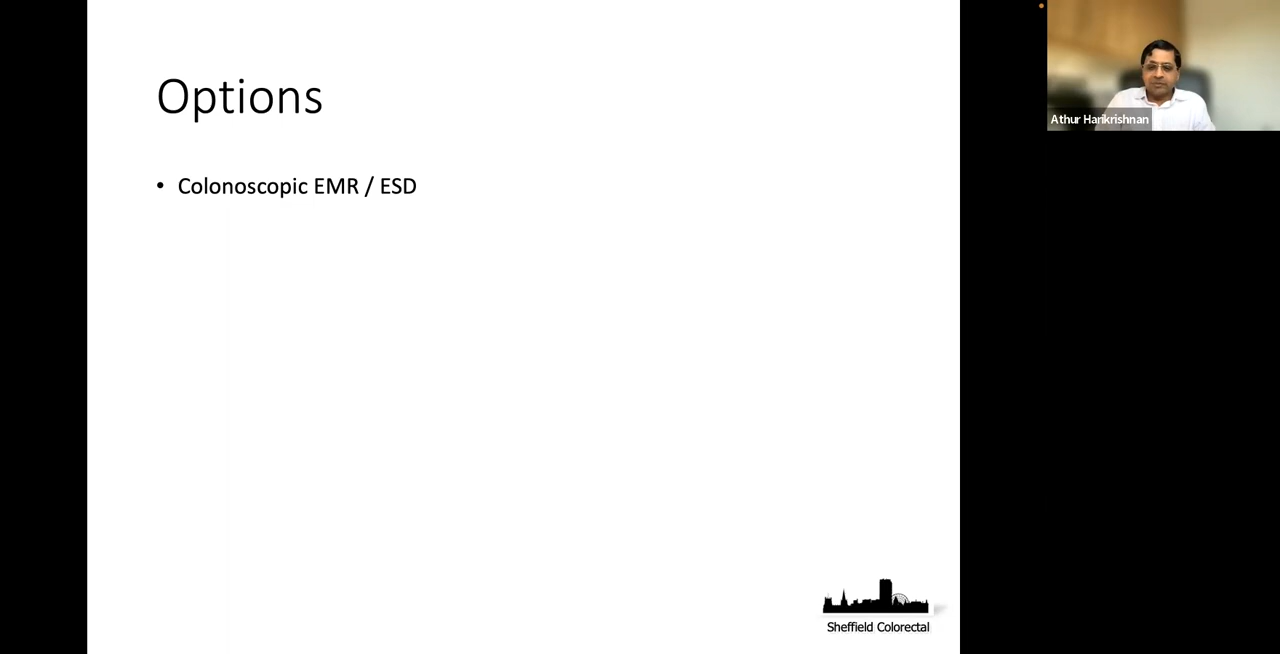 Options
• Colonoscopic EMR / ESD
Sheffield Colorectal
Athur Harikrishnan